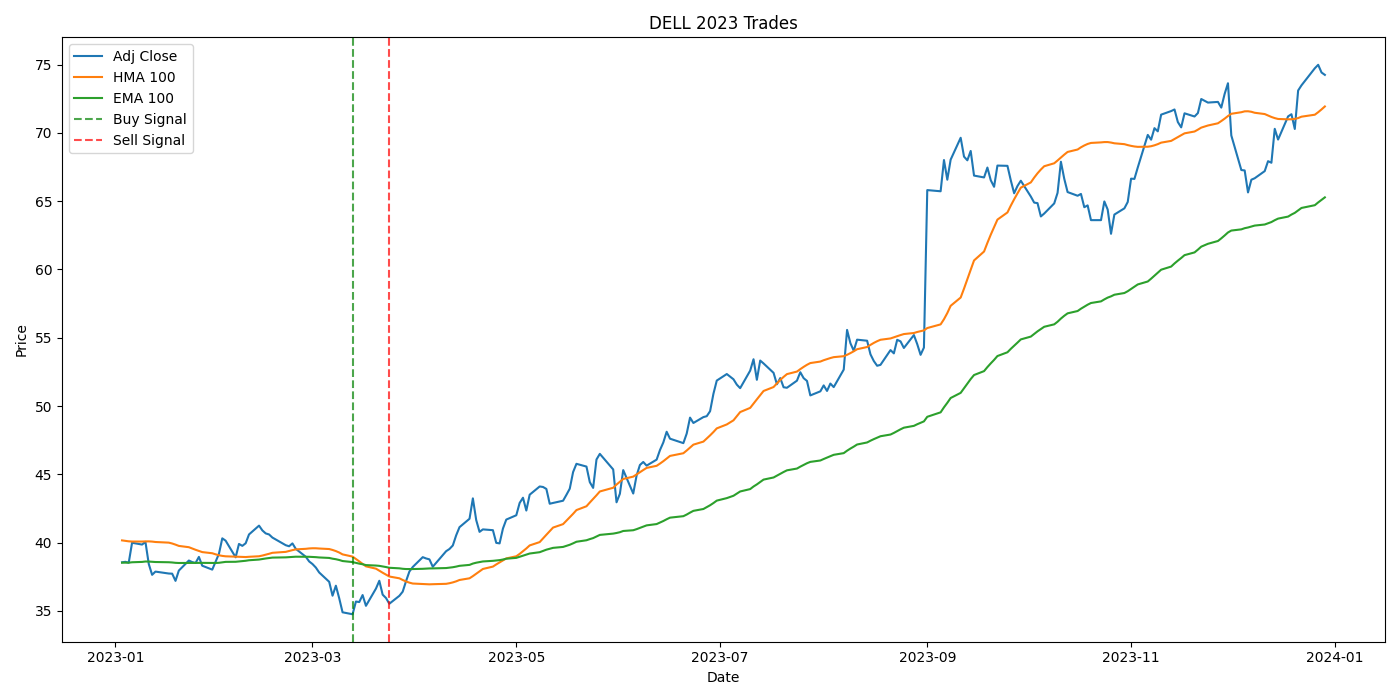 DELL 2023 Trades
Adj Close
HMA 100
EMA 100
Buy Signal
Sell Signal
Price
75
70
65
60
55
50
45
40
35
2023-01
2023-03
2023-05
2023-07
2023-09
2023-11
2024-01
Date